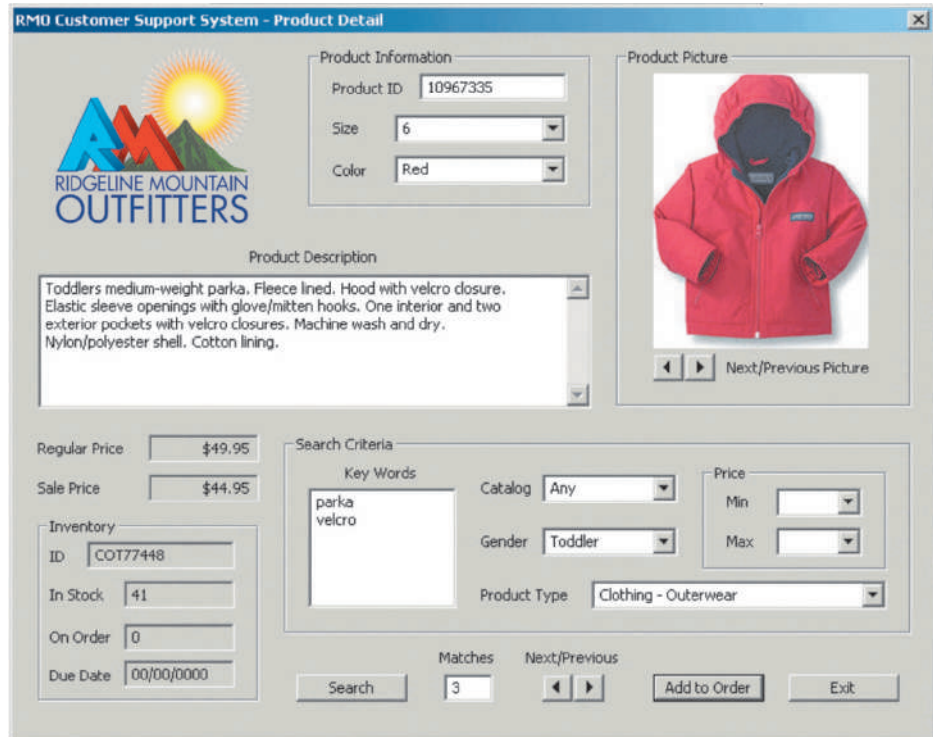 RMO Customer Support System - Product Detail
RIDGELINE MOUNTAIN
OUTFITTERS
Product Information
Product ID 10967335
Size 6
Color Red
Product Picture
Next/Previous Picture
Product Description
Toddlers medium-weight parka. Fleece lined. Hood with velcro closure.
Elastic sleeve openings with glove/mitten hooks. One interior and two
exterior pockets with velcro closures. Machine wash and dry.
Nylon/polyester shell. Cotton lining.
Regular Price $49.95
Sale Price $44.95
Inventory
ID COT77448
In Stock 41
On Order 0
Due Date 00/00/0000
Search Criteria
Key Words
parka
velcro
Catalog Any
Gender Toddler
Price
Min
Max
Product Type Clothing - Outerwear
Search
Matches
3
Next/Previous
Add to Order
Exit